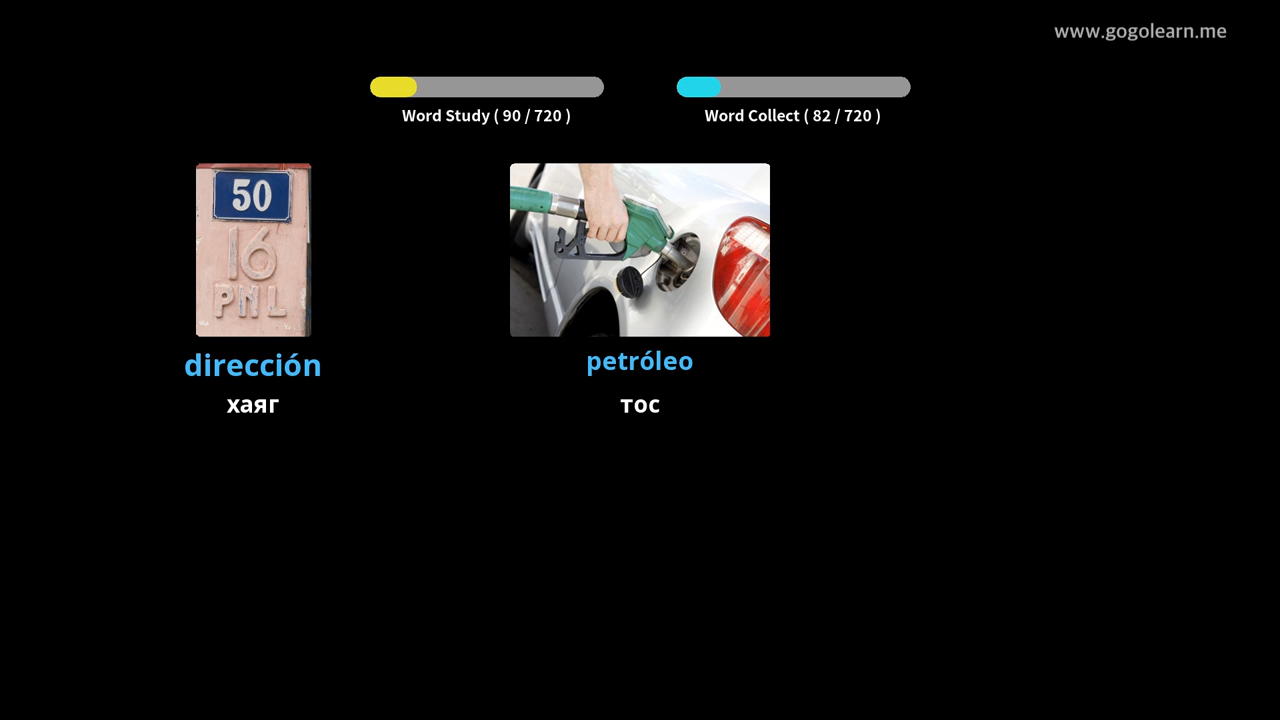 www.gogolearn.me
Word Study ( 90 / 720 )
Word Collect ( 82 / 720 )
50
16
PNL
dirección
petróleo
хаяг
тос